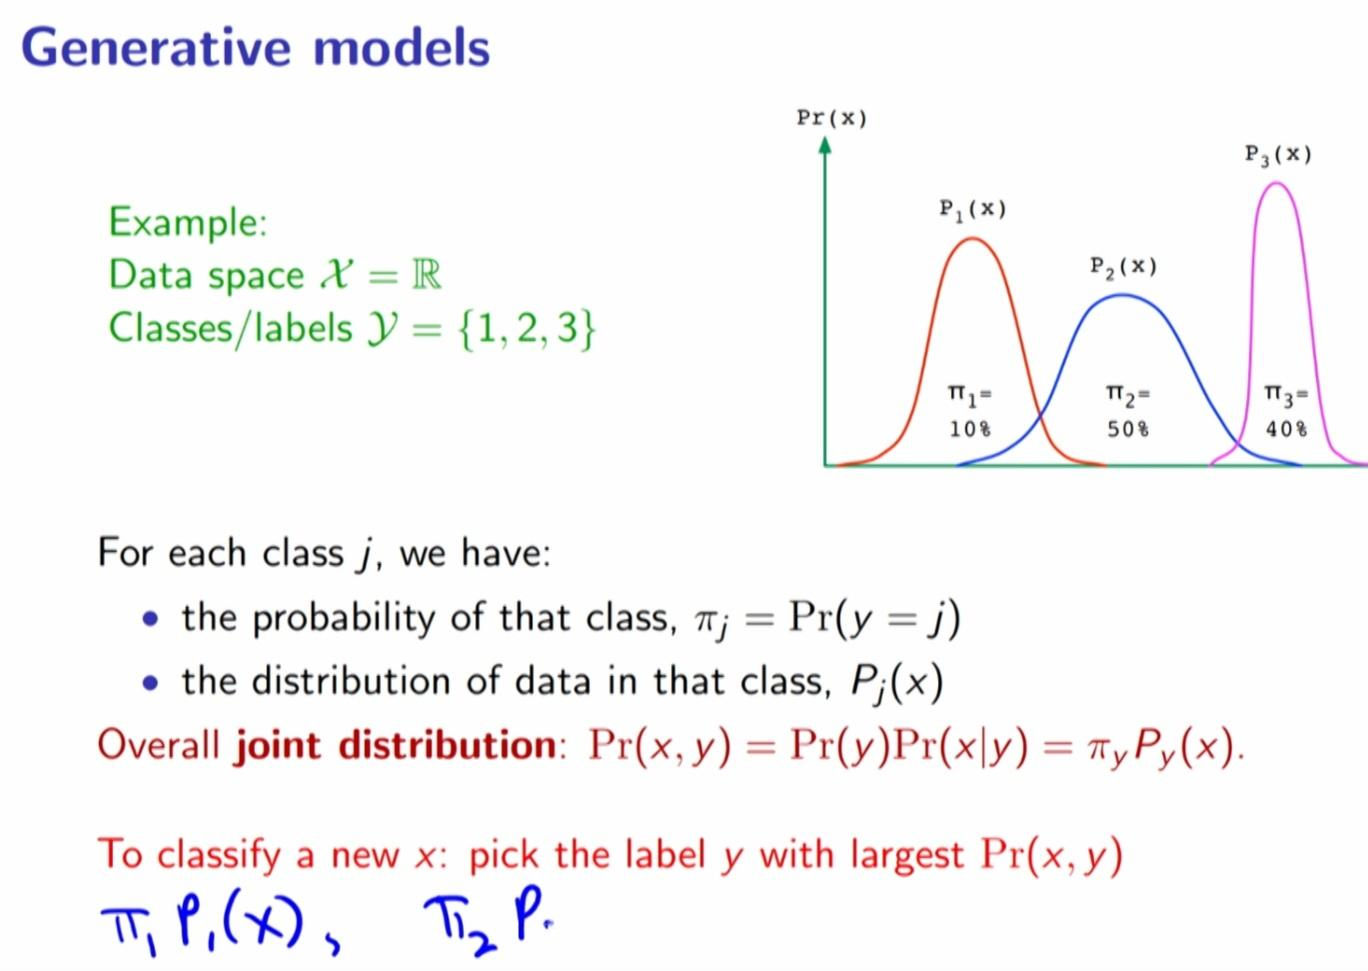 Generative models
Pr(x)
P₃(x)
P₁(x)
P₂(x)
Example:
Data space 𝒳 = ℝ
Classes/labels 𝒴 = {1, 2, 3}
π₁=
10%
π₂=
50%
π₃=
40%
For each class j, we have:
• the probability of that class, πⱼ = Pr(y = j)
• the distribution of data in that class, Pⱼ(x)
Overall joint distribution: Pr(x, y) = Pr(y)Pr(x|y) = π_y P_y(x).
To classify a new x: pick the label y with largest Pr(x, y)
π₁ P₁(x), π₂ P.